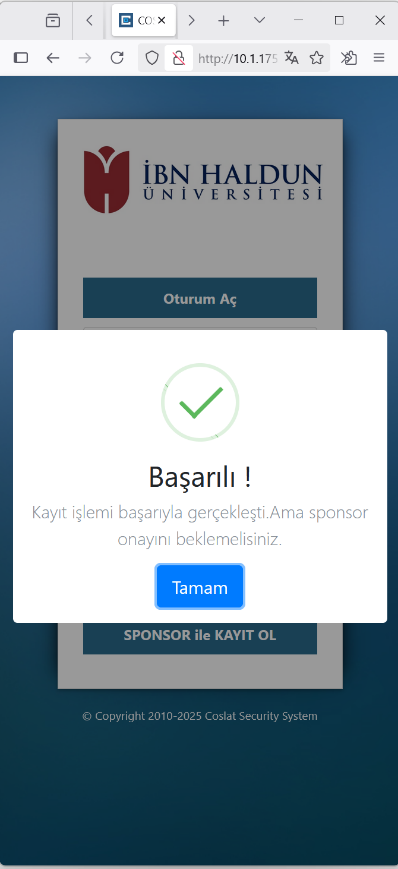 CO
http://10.1.175
İBN HALDUN
ÜNİVERSİTESİ
Oturum Aç
Başarılı !
Kayıt işlemi başarıyla gerçekleşti.Ama sponsor
onayını beklemelisiniz.
Tamam
SPONSOR ile KAYIT OL
© Copyright 2010-2025 Coslat Security System